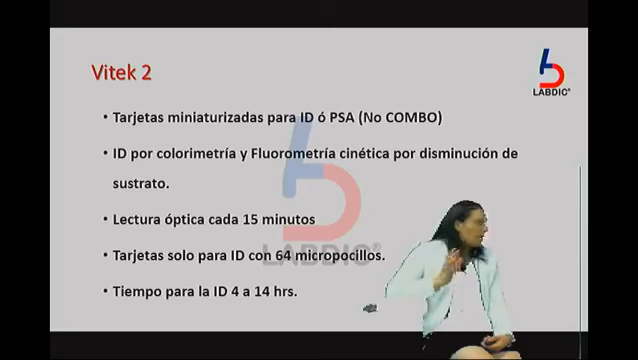 Vitek 2
LABDIC®
• Tarjetas miniaturizadas para ID ó PSA (No COMBO)
• ID por colorimetría y Fluorometría cinética por disminución de
sustrato.
• Lectura óptica cada 15 minutos
LABDIC®
• Tarjetas solo para ID con 64 micropocillos.
• Tiempo para la ID 4 a 14 hrs.